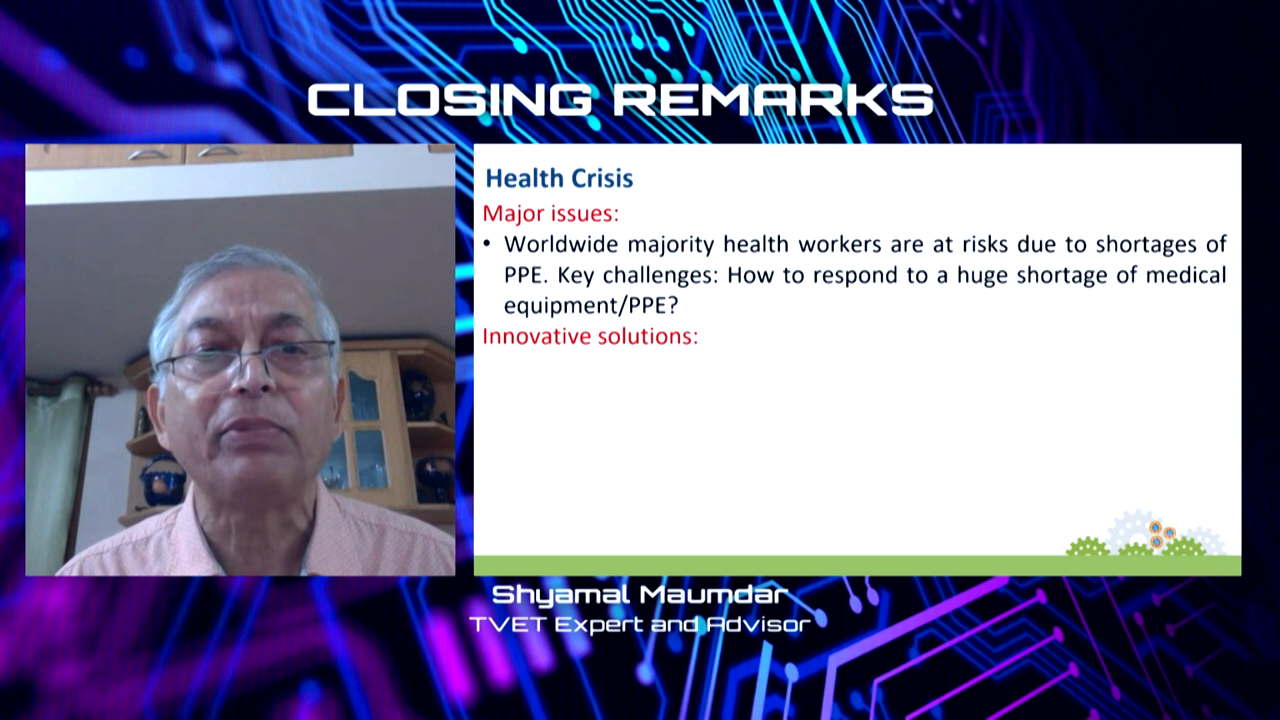 CLOSING REMARKS
Health Crisis
Major issues:
• Worldwide majority health workers are at risks due to shortages of
PPE. Key challenges: How to respond to a huge shortage of medical
equipment/PPE?
Innovative solutions:
Shyamal Maumdar
TVET Expert and Advisor